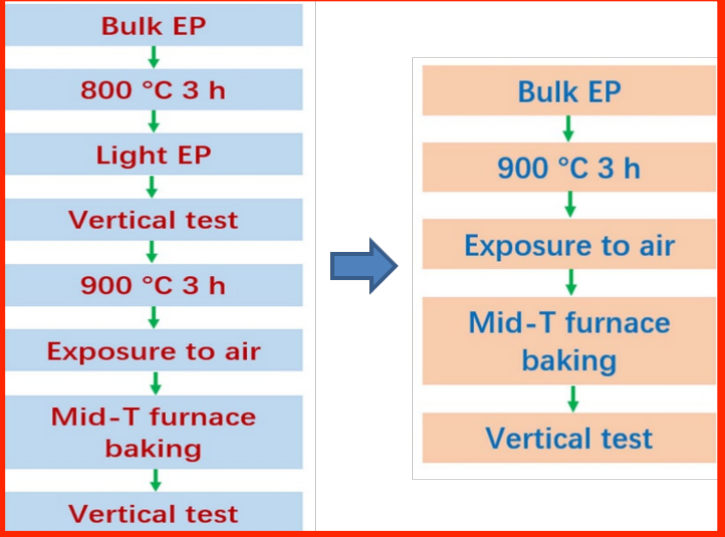 Bulk EP
800 °C 3 h
Light EP
Vertical test
900 °C 3 h
Exposure to air
Mid-T furnace
baking
Vertical test
Bulk EP
900 °C 3 h
Exposure to air
Mid-T furnace
baking
Vertical test